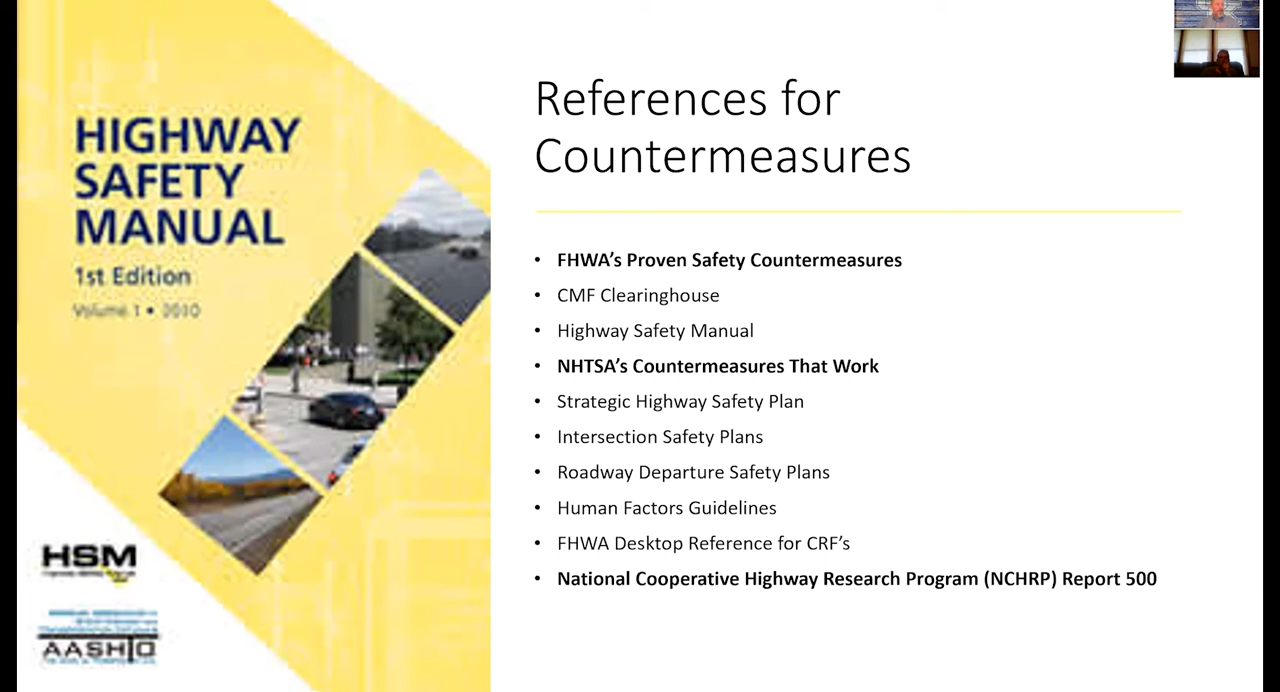 HIGHWAY
SAFETY
MANUAL
1st Edition
Volume 1 • 2010
HSM
AASHTO
References for
Countermeasures
• FHWA’s Proven Safety Countermeasures
• CMF Clearinghouse
• Highway Safety Manual
• NHTSA’s Countermeasures That Work
• Strategic Highway Safety Plan
• Intersection Safety Plans
• Roadway Departure Safety Plans
• Human Factors Guidelines
• FHWA Desktop Reference for CRF’s
• National Cooperative Highway Research Program (NCHRP) Report 500